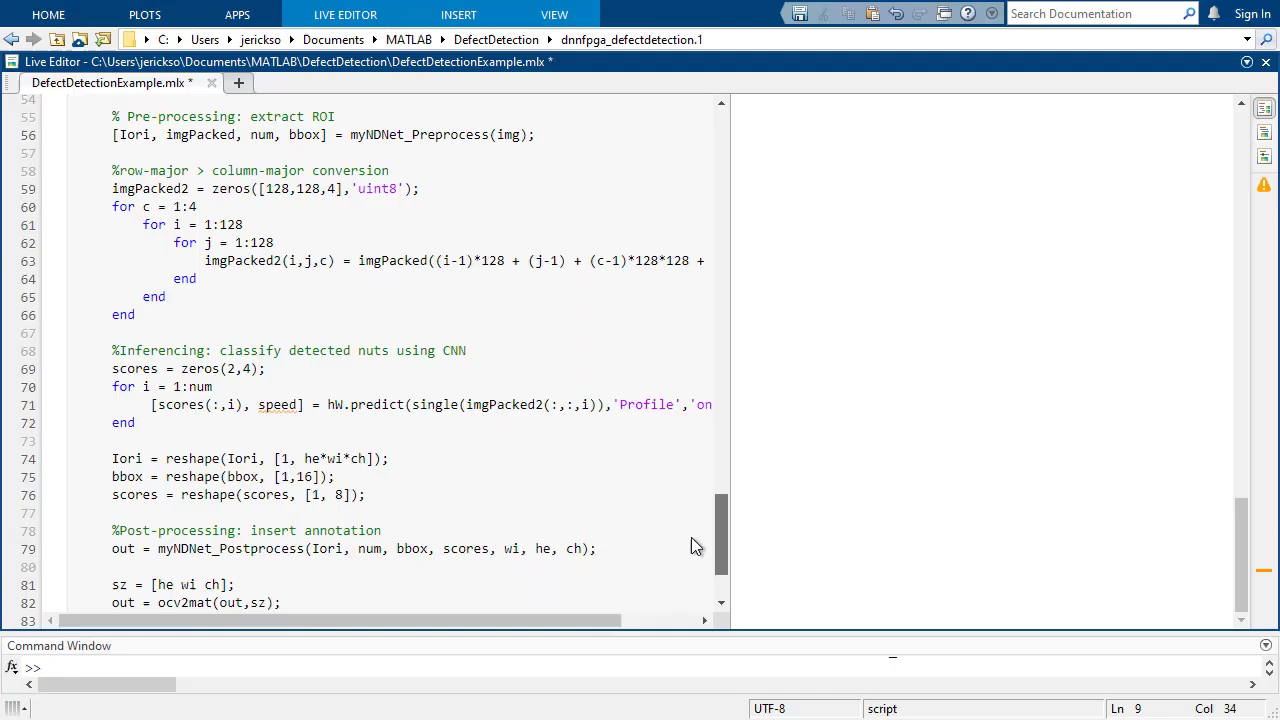 HOME PLOTS APPS LIVE EDITOR INSERT VIEW Search Documentation Sign In
C: Users jerickso Documents MATLAB DefectDetection dnnfpga_defectdetection.1
Live Editor - C:\Users\jerickso\Documents\MATLAB\DefectDetection\DefectDetectionExample.mlx *
DefectDetectionExample.mlx *
54
55 % Pre-processing: extract ROI
56 [Iori, imgPacked, num, bbox] = myNDNet_Preprocess(img);
57
58 %row-major > column-major conversion
59 imgPacked2 = zeros([128,128,4],'uint8');
60 for c = 1:4
61 for i = 1:128
62 for j = 1:128
63 imgPacked2(i,j,c) = imgPacked((i-1)*128 + (j-1) + (c-1)*128*128 +
64 end
65 end
66 end
67
68 %Inferencing: classify detected nuts using CNN
69 scores = zeros(2,4);
70 for i = 1:num
71 [scores(:,i), speed] = hW.predict(single(imgPacked2(:,:,i)),'Profile','on
72 end
73
74 Iori = reshape(Iori, [1, he*wi*ch]);
75 bbox = reshape(bbox, [1,16]);
76 scores = reshape(scores, [1, 8]);
77
78 %Post-processing: insert annotation
79 out = myNDNet_Postprocess(Iori, num, bbox, scores, wi, he, ch);
80
81 sz = [he wi ch];
82 out = ocv2mat(out,sz);
83
Command Window
fx >>
UTF-8 script Ln 9 Col 34